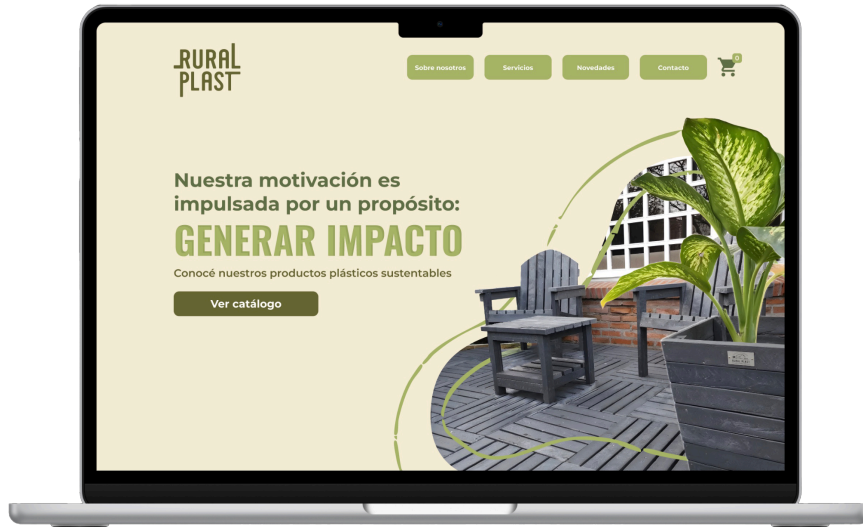 RURAL
PLAST
Sobre nosotros
Servicios
Novedades
Contacto
0
Nuestra motivación es
impulsada por un propósito:
GENERAR IMPACTO
Conocé nuestros productos plásticos sustentables
Ver catálogo